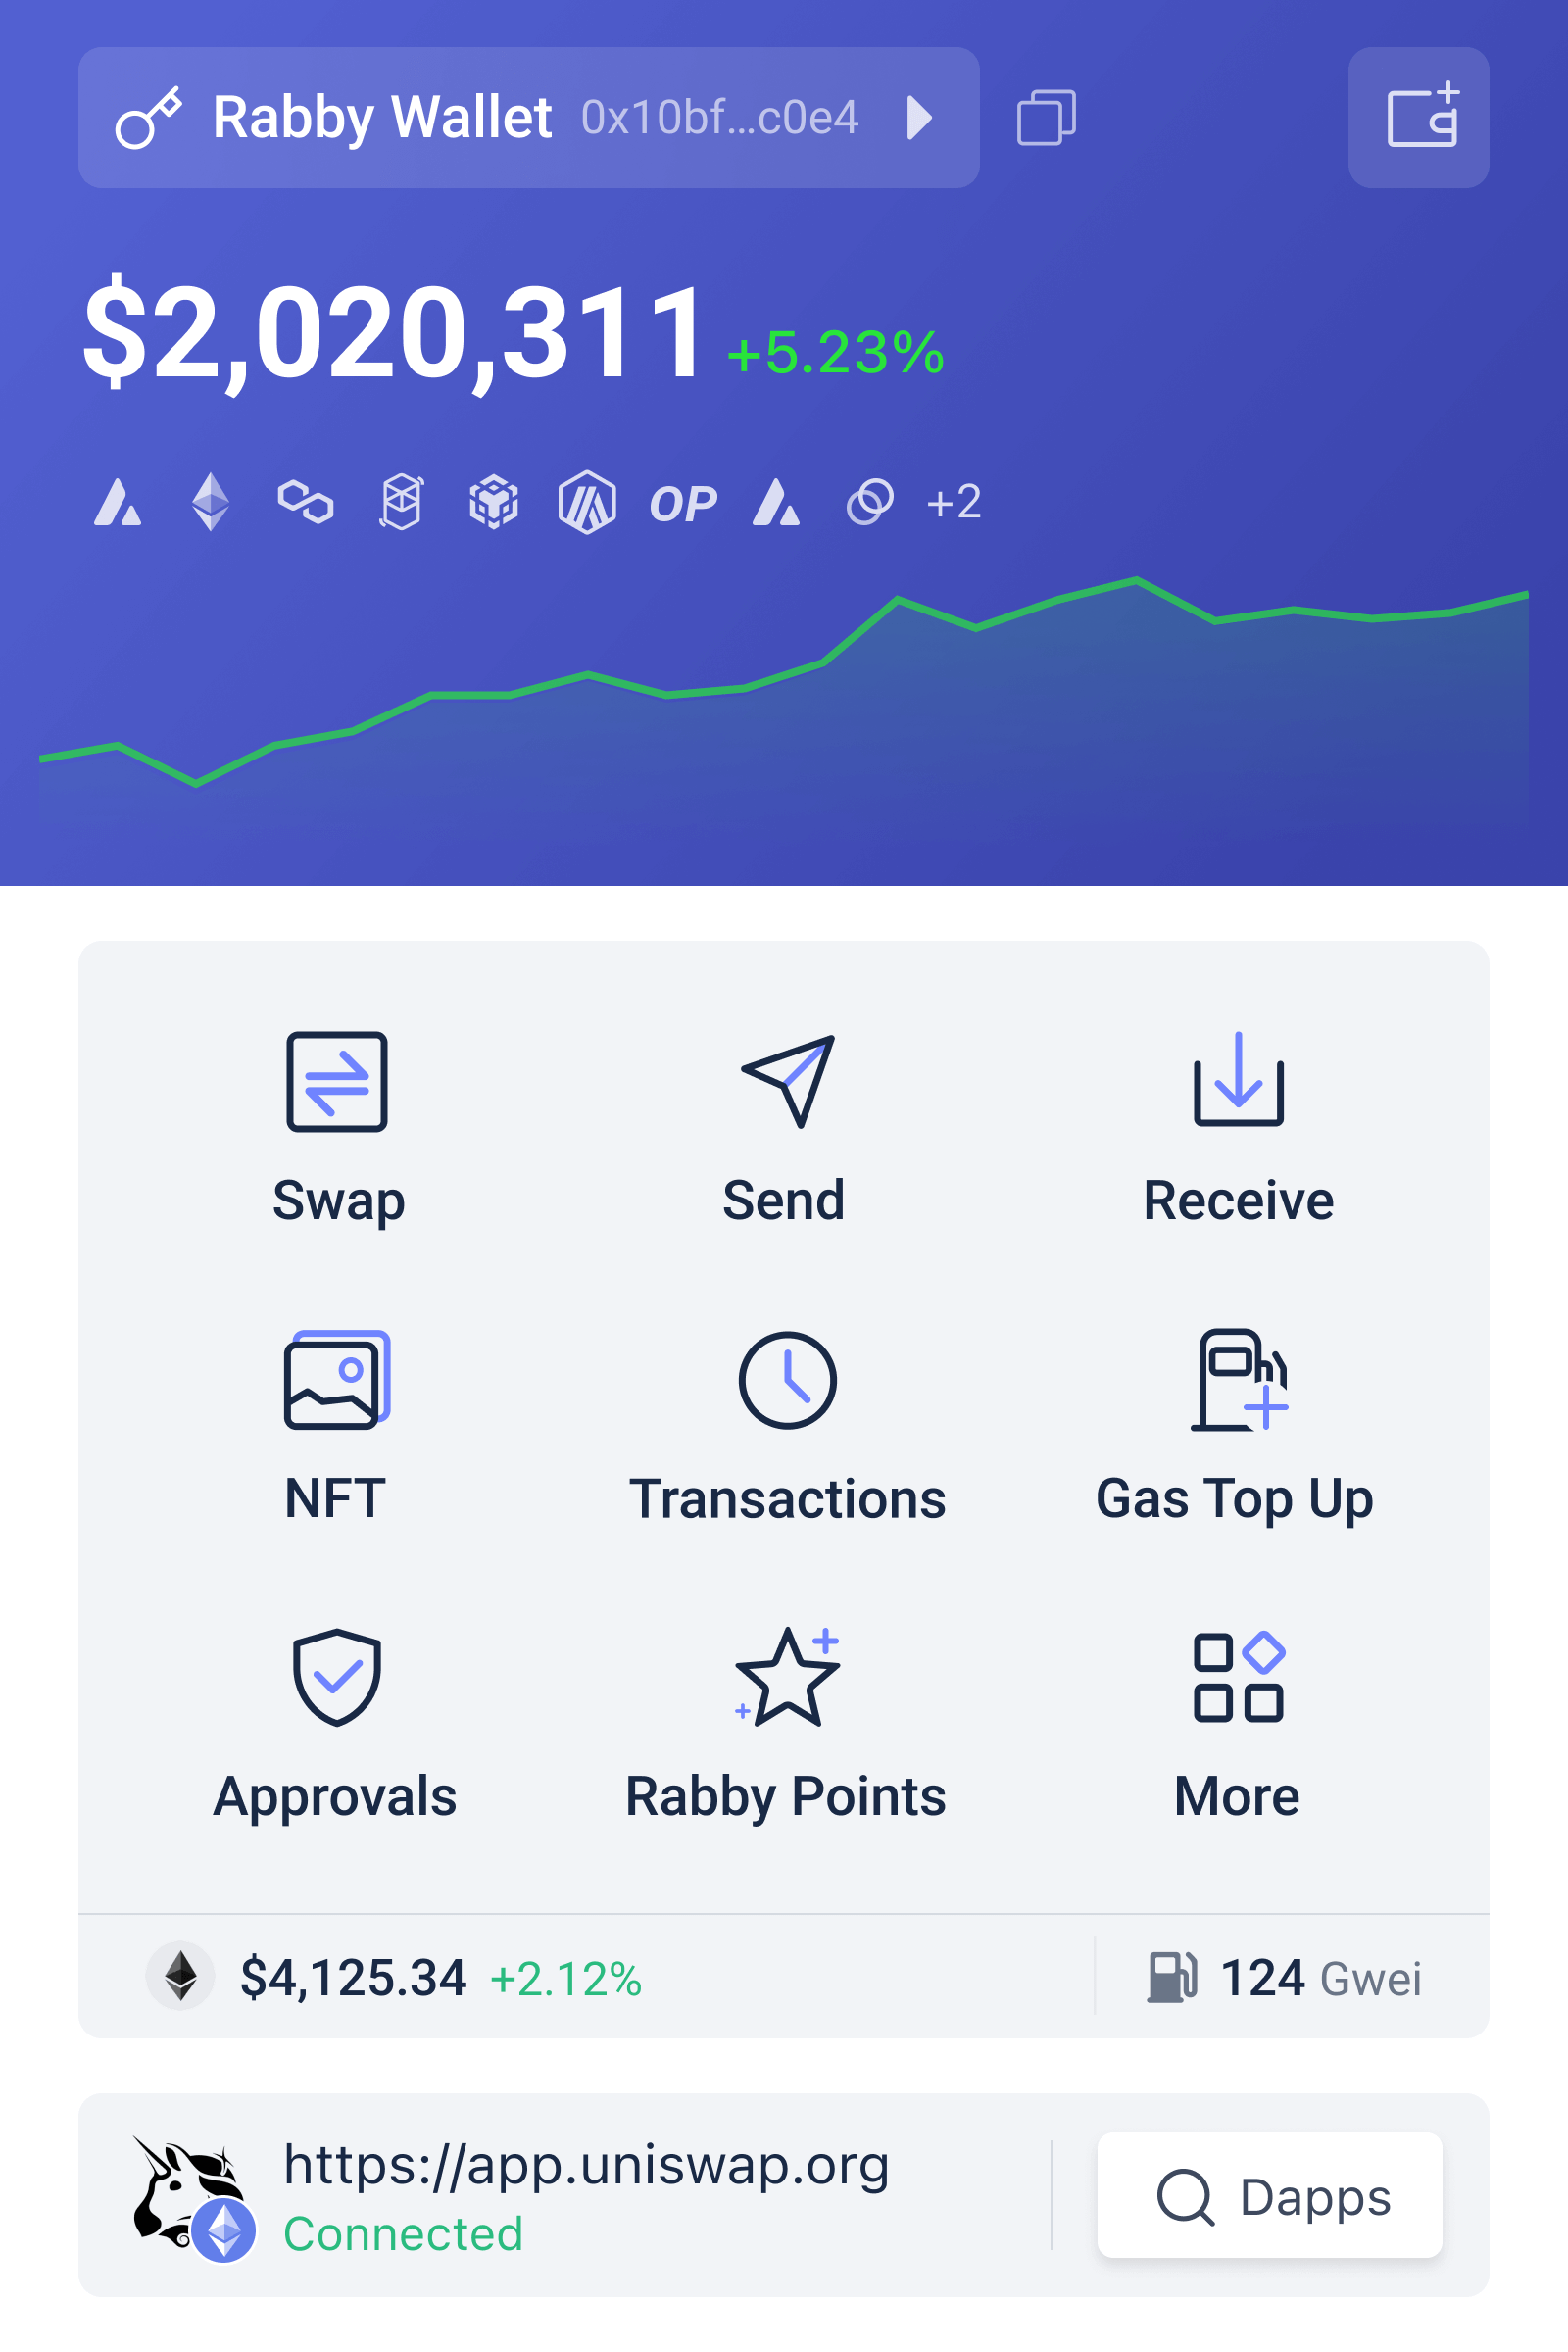 Rabby Wallet 0x10bf...c0e4
$2,020,311 +5.23%
OP +2
Swap Send Receive
NFT Transactions Gas Top Up
Approvals Rabby Points More
$4,125.34 +2.12% 124 Gwei
https://app.uniswap.org
Connected
Dapps